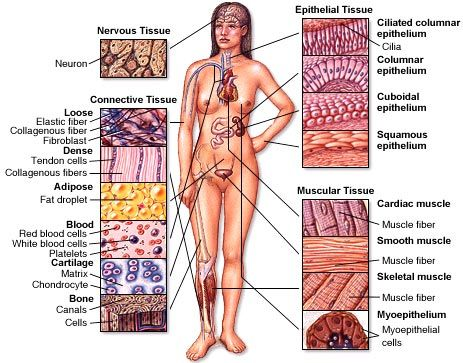 Nervous Tissue
Neuron
Connective Tissue
Loose
Elastic fiber
Collagenous fiber
Fibroblast
Dense
Tendon cells
Collagenous fibers
Adipose
Fat droplet
Blood
Red blood cells
White blood cells
Platelets
Cartilage
Matrix
Chondrocyte
Bone
Canals
Cells
Epithelial Tissue
Ciliated columnar
epithelium
Cilia
Columnar
epithelium
Cuboidal
epithelium
Squamous
epithelium
Muscular Tissue
Cardiac muscle
Muscle fiber
Smooth muscle
Muscle fiber
Skeletal muscle
Muscle fiber
Myoepithelium
Myoepithelial
cells